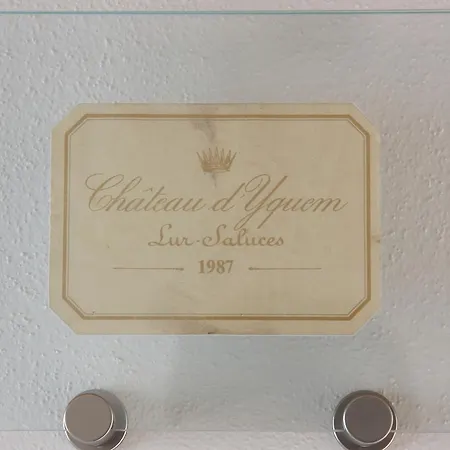 Château d'Yquem
Lur-Saluces
1987